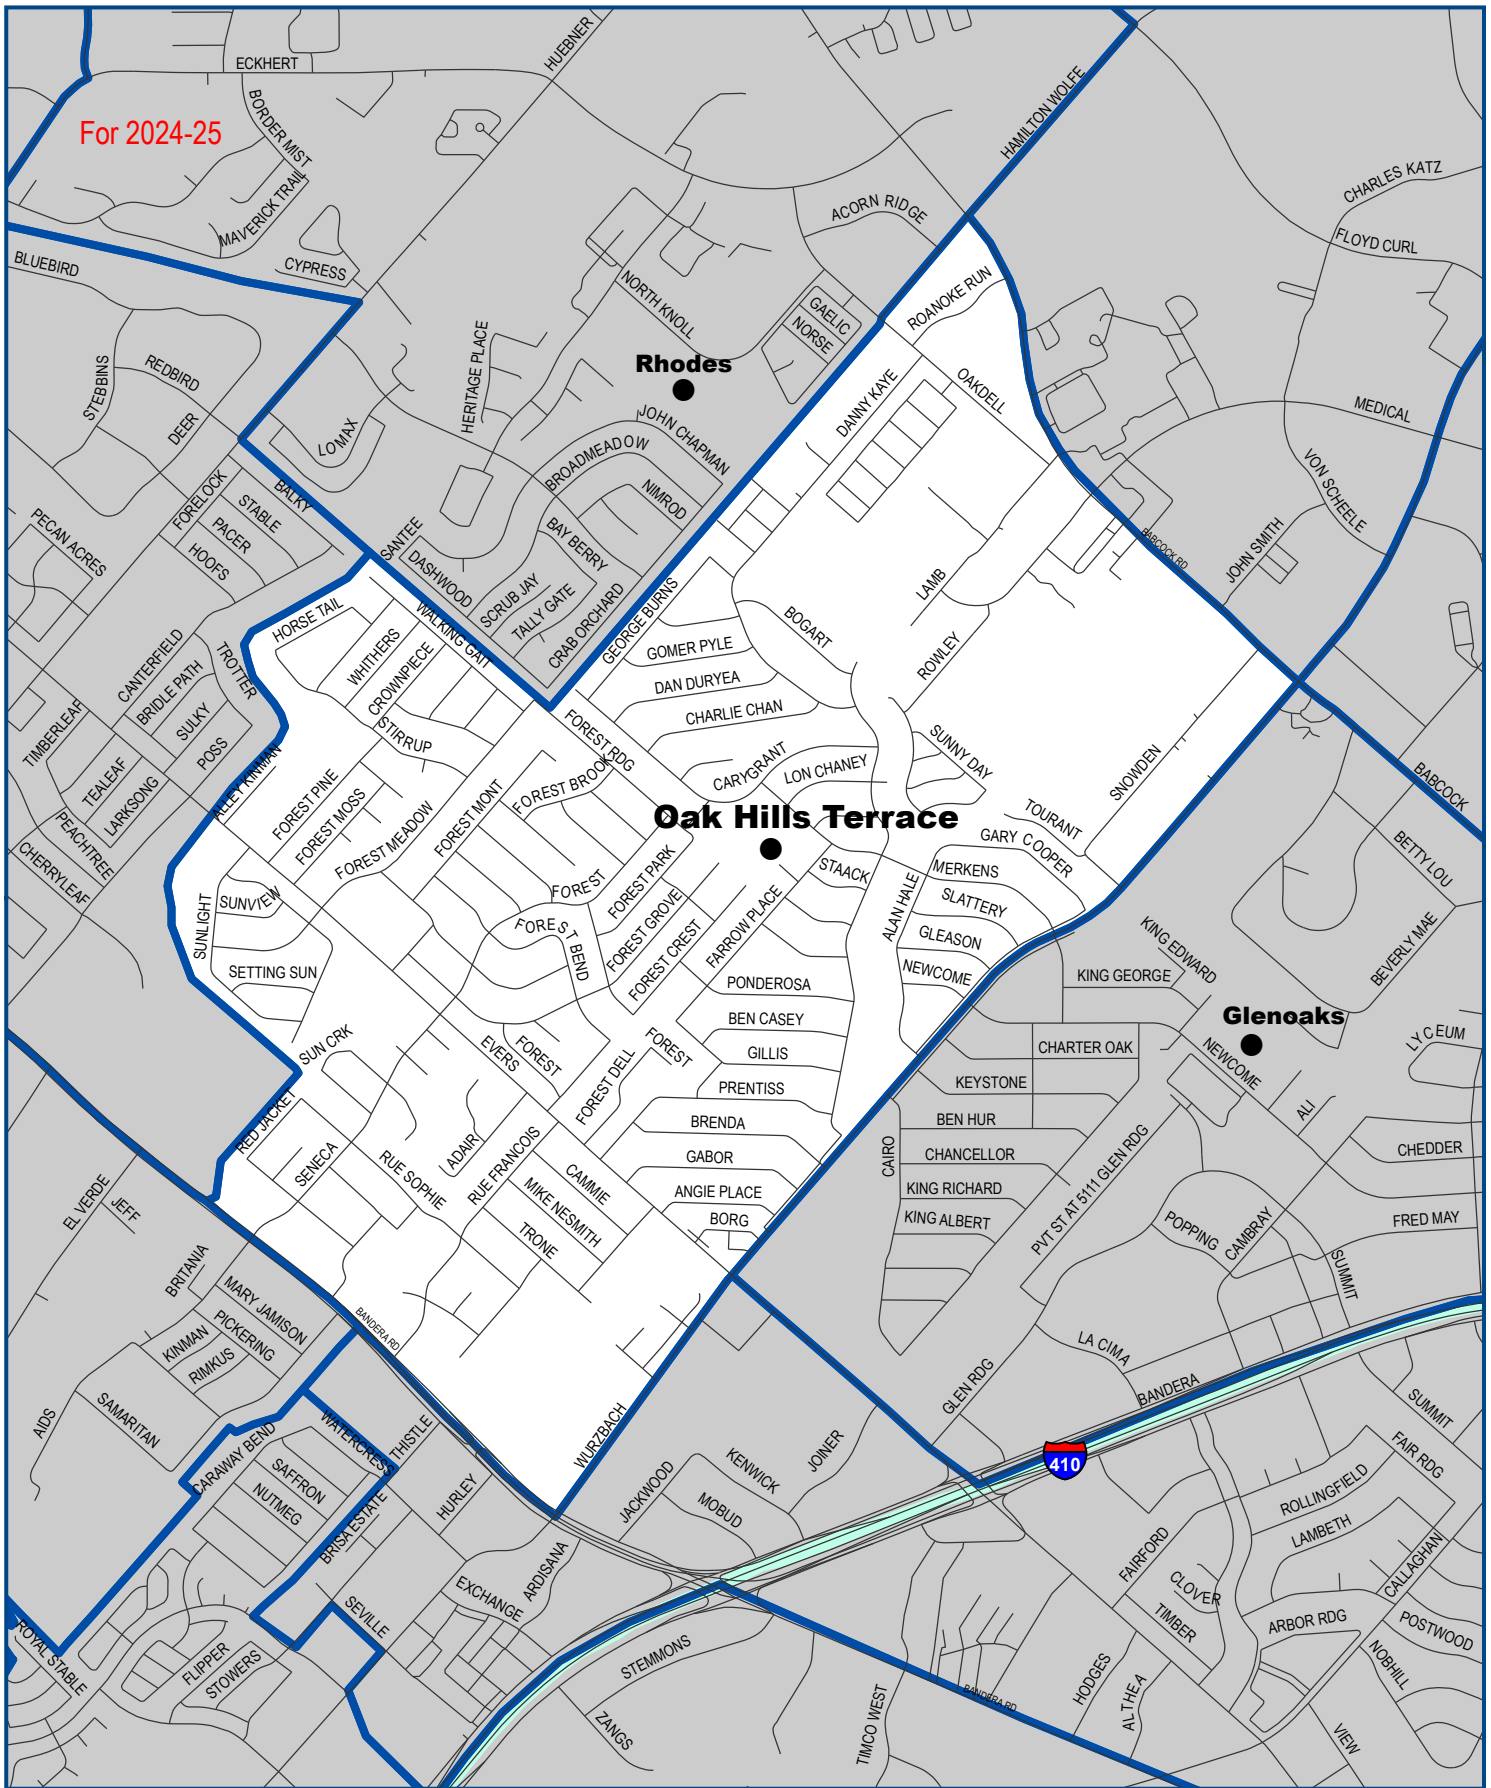 ECKHERT
HUEBNER
HAMILTON WOLFE
For 2024-25
BORDER MIST
MAVERICK TRAIL
CHARLES KATZ
ACORN RIDGE
FLOYD CURL
BLUEBIRD
CYPRESS
NORTH KNOLL
GAELIC
NORSE
ROANOKE RUN
HERITAGE PLACE
Rhodes
STEBBINS
REDBIRD
DEER
LOMAX
DANNY KAYE
OAKDELL
MEDICAL
JOHN CHAPMAN
BROADMEADOW
NIMROD
VON SCHEELE
FORELOCK
BALKY
STABLE
PACER
HOOFS
PECAN ACRES
SANTEE
DASHWOOD
BAY BERRY
SCRUB JAY
TALLY GATE
CRAB ORCHARD
BABCOCK RD
JOHN SMITH
LAMB
ROWLEY
GEORGE BURNS
BOGART
HORSE TAIL
WALKING GAIT
WHITHERS
CROWNPIECE
STIRRUP
GOMER PYLE
DAN DURYEA
CHARLIE CHAN
CANTERFIELD
TROTTER
BRIDLE PATH
SULKY
POSS
TIMBERLEAF
TEALEAF
LARKSONG
PEACHTREE
CHERRYLEAF
ALLEY KINMAN
FOREST RDG
CARY GRANT
LON CHANEY
SUNNY DAY
SNOWDEN
BABCOCK
FOREST PINE
FOREST MOSS
FOREST MEADOW
FOREST MONT
FOREST BROOK
Oak Hills Terrace
TOURANT
GARY COOPER
MERKENS
SLATTERY
GLEASON
NEWCOME
ALAN HALE
STAACK
BETTY LOU
BEVERLY MAE
SUNLIGHT
SUNVIEW
SETTING SUN
FOREST
FOREST PARK
FOREST BEND
FOREST GROVE
FOREST CREST
FARROW PLACE
PONDEROSA
BEN CASEY
GILLIS
PRENTISS
BRENDA
GABOR
ANGIE PLACE
BORG
KING EDWARD
KING GEORGE
Glenoaks
LYCEUM
NEWCOME
CHARTER OAK
KEYSTONE
BEN HUR
CHANCELLOR
KING RICHARD
KING ALBERT
CAIRO
PVT ST AT 5111 GLEN RDG
ALI
CHEDDER
FRED MAY
POPPING
CAMBRAY
SUMMIT
SUN CRK
RED JACKET
EVERS
FOREST
FOREST
FOREST DELL
SENECA
RUE SOPHIE
ADAIR
RUE FRANCOIS
CAMMIE
MIKE NESMITH
TRONE
EL VERDE
JEFF
BRITANIA
MARY JAMISON
PICKERING
KINMAN
RIMKUS
SAMARITAN
AIDS
BANDERA RD
LA CIMA
GLEN RDG
BANDERA
SUMMIT
WURZBACH
410
WATERCRESS
THISTLE
CARAWAY BEND
SAFFRON
NUTMEG
BRISA ESTATE
HURLEY
JACKWOOD
KENWICK
MOBUD
JOINER
FAIR RDG
ROLLINGFIELD
LAMBETH
CALLAGHAN
FAIRFORD
CLOVER
TIMBER
ARBOR RDG
POSTWOOD
NOBHILL
SEVILLE
EXCHANGE
ARDISANA
STEMMONS
ZANGS
ROYAL STABLE
FLIPPER
STOWERS
TIMCO WEST
BANDERA RD
HODGES
ALTHEA
VIEW